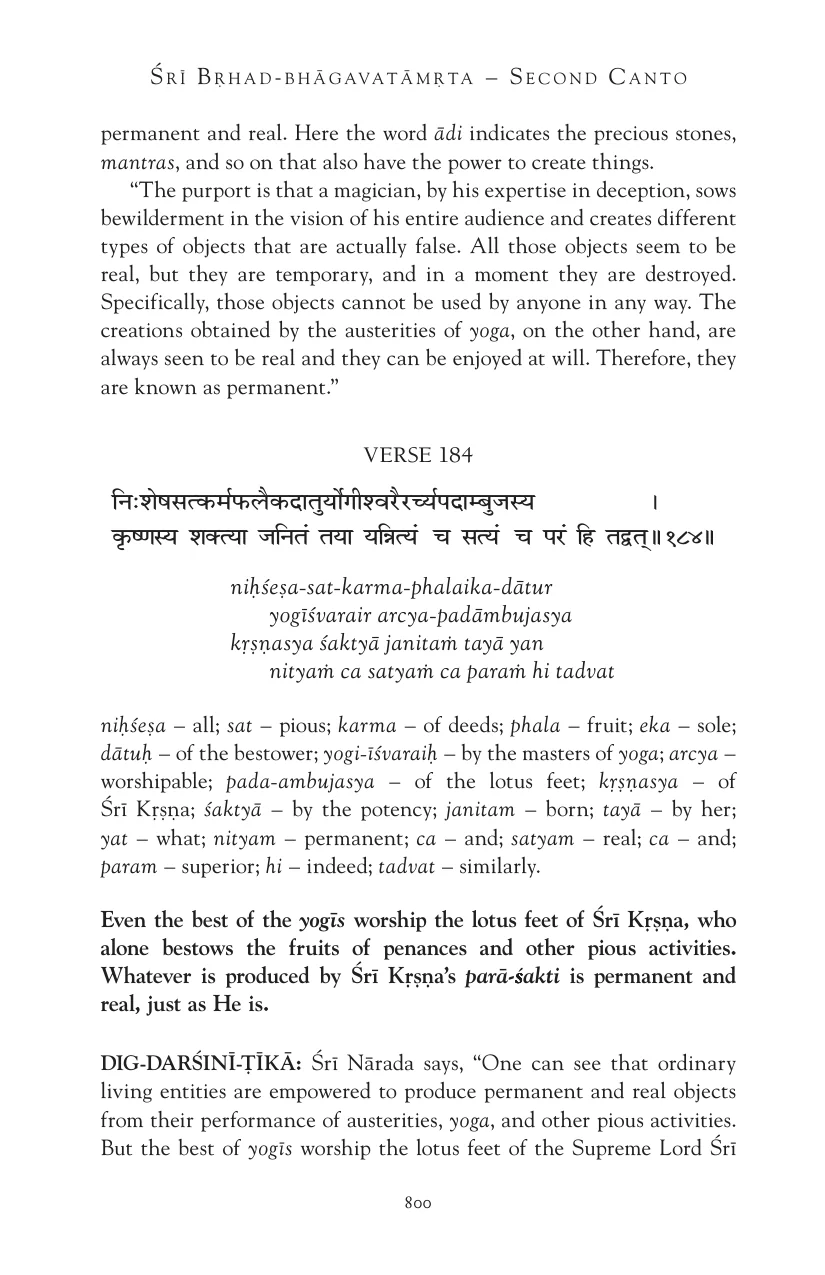 ŚRĪ BṚHAD-BHĀGAVATĀMṚTA – SECOND CANTO
permanent and real. Here the word ādi indicates the precious stones,
mantras, and so on that also have the power to create things.
“The purport is that a magician, by his expertise in deception, sows
bewilderment in the vision of his entire audience and creates different
types of objects that are actually false. All those objects seem to be
real, but they are temporary, and in a moment they are destroyed.
Specifically, those objects cannot be used by anyone in any way. The
creations obtained by the austerities of yoga, on the other hand, are
always seen to be real and they can be enjoyed at will. Therefore, they
are known as permanent.”
VERSE 184
निःशेषसत्कर्मफलैकदातुर्योगीश्वरैरर्च्यपदाम्बुजस्य ।
कृष्णस्य शक्त्या जनितं तया यन्नित्यं च सत्यं च परं हि तद्वत्॥१८४॥
niḥśeṣa-sat-karma-phalaika-dātur
yogīśvarair arcya-padāmbujasya
kṛṣṇasya śaktyā janitaṁ tayā yan
nityaṁ ca satyaṁ ca paraṁ hi tadvat
niḥśeṣa – all; sat – pious; karma – of deeds; phala – fruit; eka – sole;
dātuḥ – of the bestower; yogi-īśvaraiḥ – by the masters of yoga; arcya –
worshipable; pada-ambujasya – of the lotus feet; kṛṣṇasya – of
Śrī Kṛṣṇa; śaktyā – by the potency; janitam – born; tayā – by her;
yat – what; nityam – permanent; ca – and; satyam – real; ca – and;
param – superior; hi – indeed; tadvat – similarly.
Even the best of the yogīs worship the lotus feet of Śrī Kṛṣṇa, who
alone bestows the fruits of penances and other pious activities.
Whatever is produced by Śrī Kṛṣṇa’s parā-śakti is permanent and
real, just as He is.
DIG-DARŚINĪ-ṬĪKĀ: Śrī Nārada says, “One can see that ordinary
living entities are empowered to produce permanent and real objects
from their performance of austerities, yoga, and other pious activities.
But the best of yogīs worship the lotus feet of the Supreme Lord Śrī
800